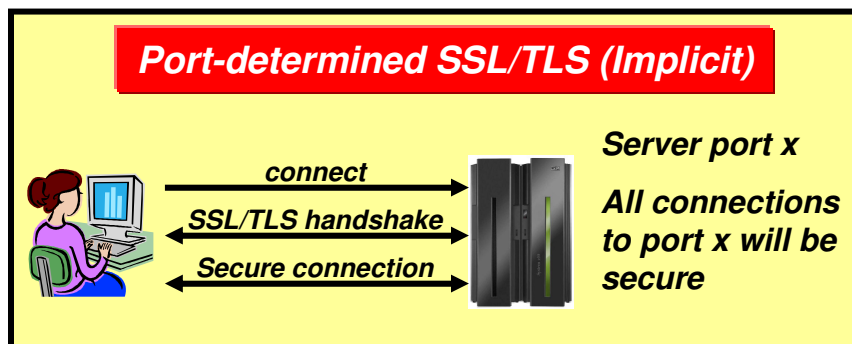 Port-determined SSL/TLS (Implicit)
connect
SSL/TLS handshake
Secure connection
Server port x
All connections
to port x will be
secure